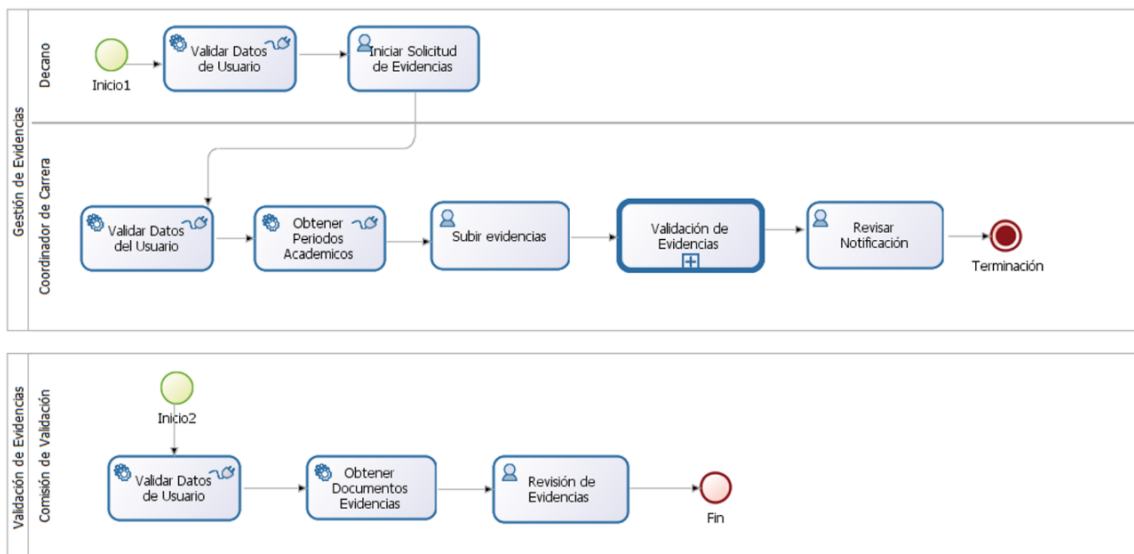 Gestión de Evidencias
Decano
Inicio1
Validar Datos
de Usuario
Iniciar Solicitud
de Evidencias
Coordinador de Carrera
Validar Datos
del Usuario
Obtener
Periodos
Academicos
Subir evidencias
Validación de
Evidencias
Revisar
Notificación
Terminación
Validación de Evidencias
Comisión de Validación
Inicio2
Validar Datos
de Usuario
Obtener
Documentos
Evidencias
Revisión de
Evidencias
Fin